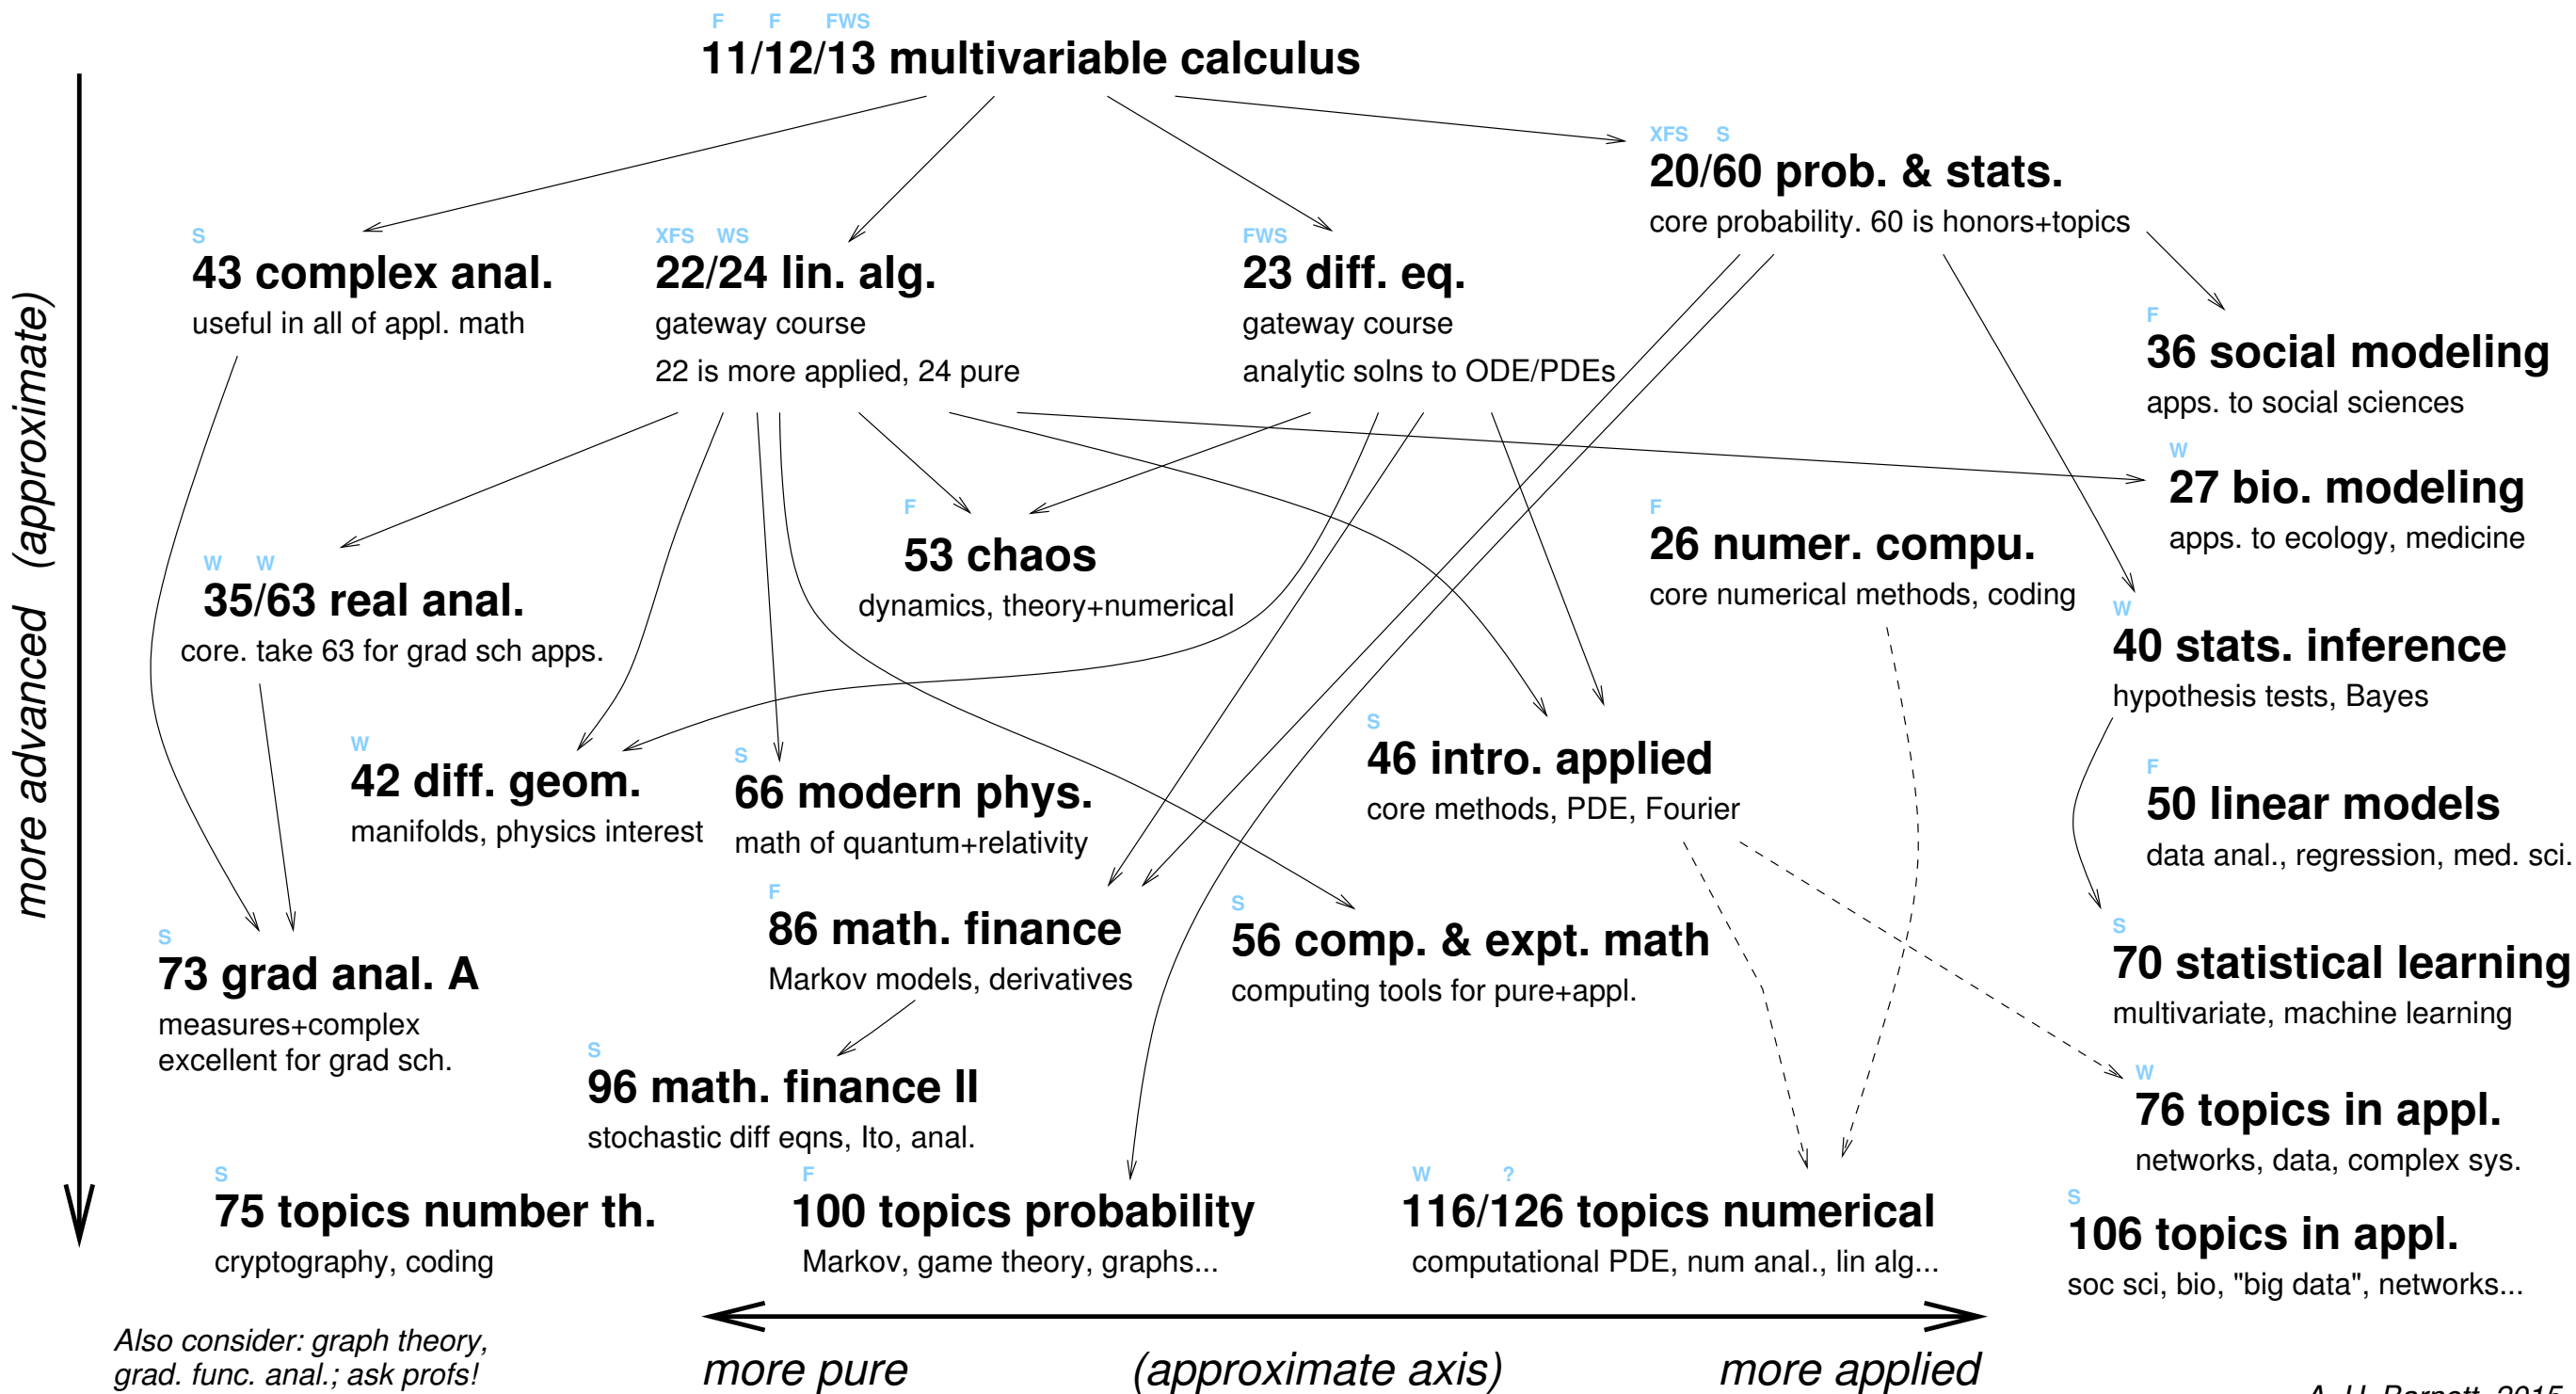 F F FWS
11/12/13 multivariable calculus
XFS S
20/60 prob. & stats.
core probability. 60 is honors+topics
S
43 complex anal.
useful in all of appl. math
XFS WS
22/24 lin. alg.
gateway course
22 is more applied, 24 pure
FWS
23 diff. eq.
gateway course
analytic solns to ODE/PDEs
F
36 social modeling
apps. to social sciences
W
27 bio. modeling
apps. to ecology, medicine
more advanced (approximate)
W W
35/63 real anal.
core. take 63 for grad sch apps.
F
53 chaos
dynamics, theory+numerical
F
26 numer. compu.
core numerical methods, coding
W
40 stats. inference
hypothesis tests, Bayes
W
42 diff. geom.
manifolds, physics interest
S
66 modern phys.
math of quantum+relativity
S
46 intro. applied
core methods, PDE, Fourier
F
50 linear models
data anal., regression, med. sci.
S
73 grad anal. A
measures+complex
excellent for grad sch.
F
86 math. finance
Markov models, derivatives
S
56 comp. & expt. math
computing tools for pure+appl.
S
70 statistical learning
multivariate, machine learning
S
96 math. finance II
stochastic diff eqns, Ito, anal.
W
76 topics in appl.
networks, data, complex sys.
S
75 topics number th.
cryptography, coding
F
100 topics probability
Markov, game theory, graphs...
W ?
116/126 topics numerical
computational PDE, num anal., lin alg...
S
106 topics in appl.
soc sci, bio, "big data", networks...
Also consider: graph theory,
grad. func. anal.; ask profs!
more pure (approximate axis) more applied
A. H. Barnett, 2015